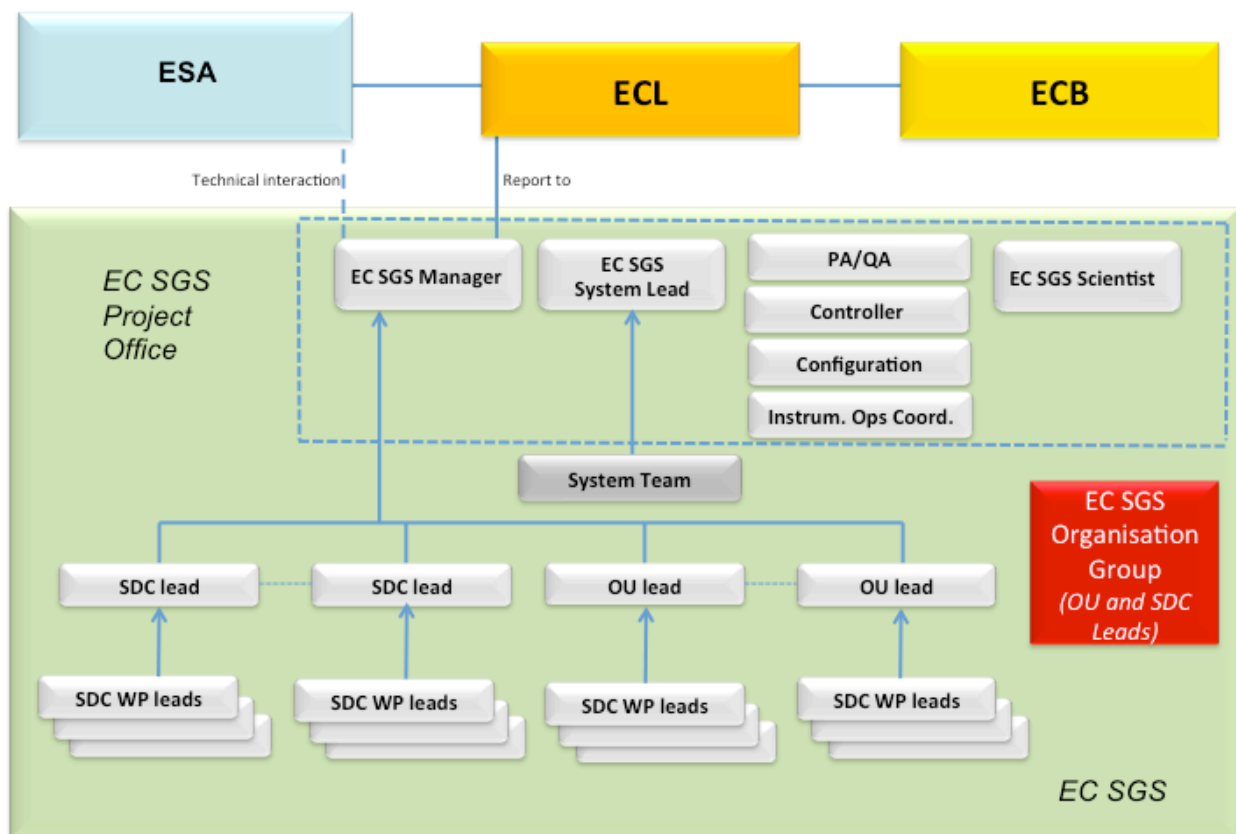 ESA
ECL
ECB
Technical interaction
Report to
EC SGS
Project
Office
EC SGS Manager
EC SGS
System Lead
PA/QA
Controller
Configuration
Instrum. Ops Coord.
EC SGS Scientist
System Team
EC SGS
Organisation
Group
(OU and SDC
Leads)
SDC lead
SDC lead
OU lead
OU lead
SDC WP leads
SDC WP leads
SDC WP leads
SDC WP leads
EC SGS